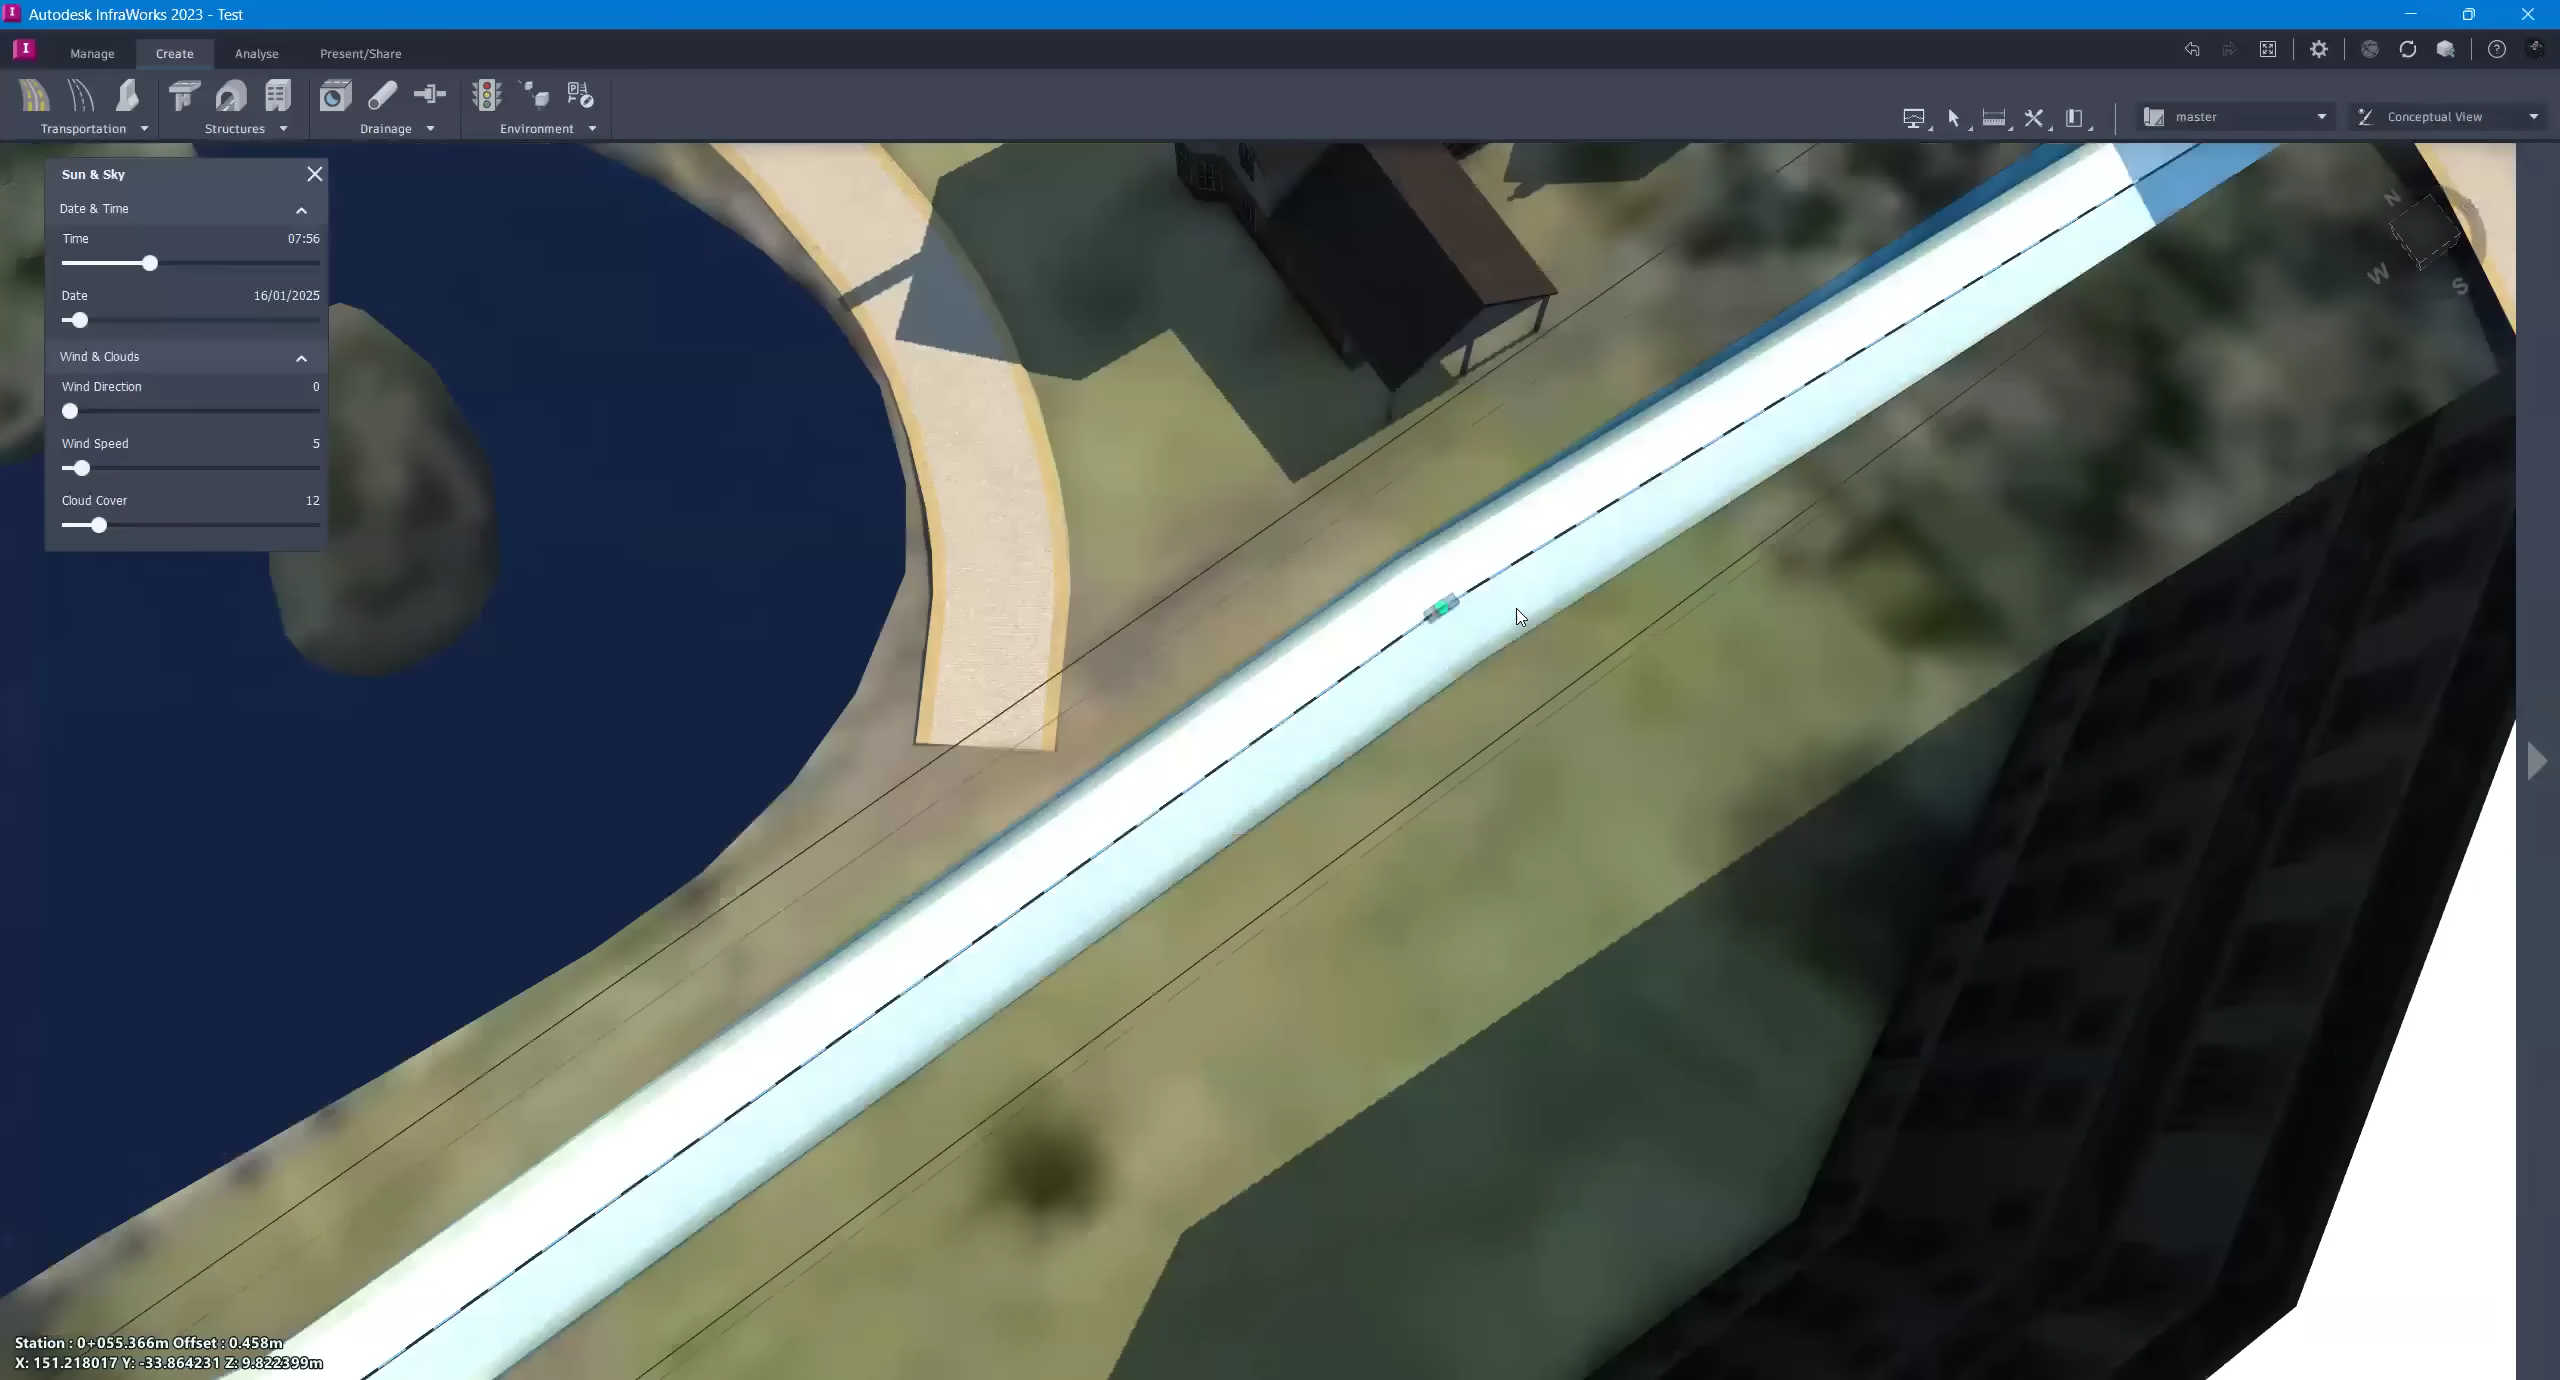 Autodesk InfraWorks 2023 - Test
Manage
Create
Analyse
Present/Share
Transportation
Structures
Drainage
Environment
master
Conceptual View
Sun & Sky
Date & Time
Time
07:56
Date
16/01/2025
Wind & Clouds
Wind Direction
0
Wind Speed
5
Cloud Cover
12
N
W
S
Station : 0+055.366m Offset : 0.458m
X: 151.218017 Y: -33.864231 Z: 9.822399m